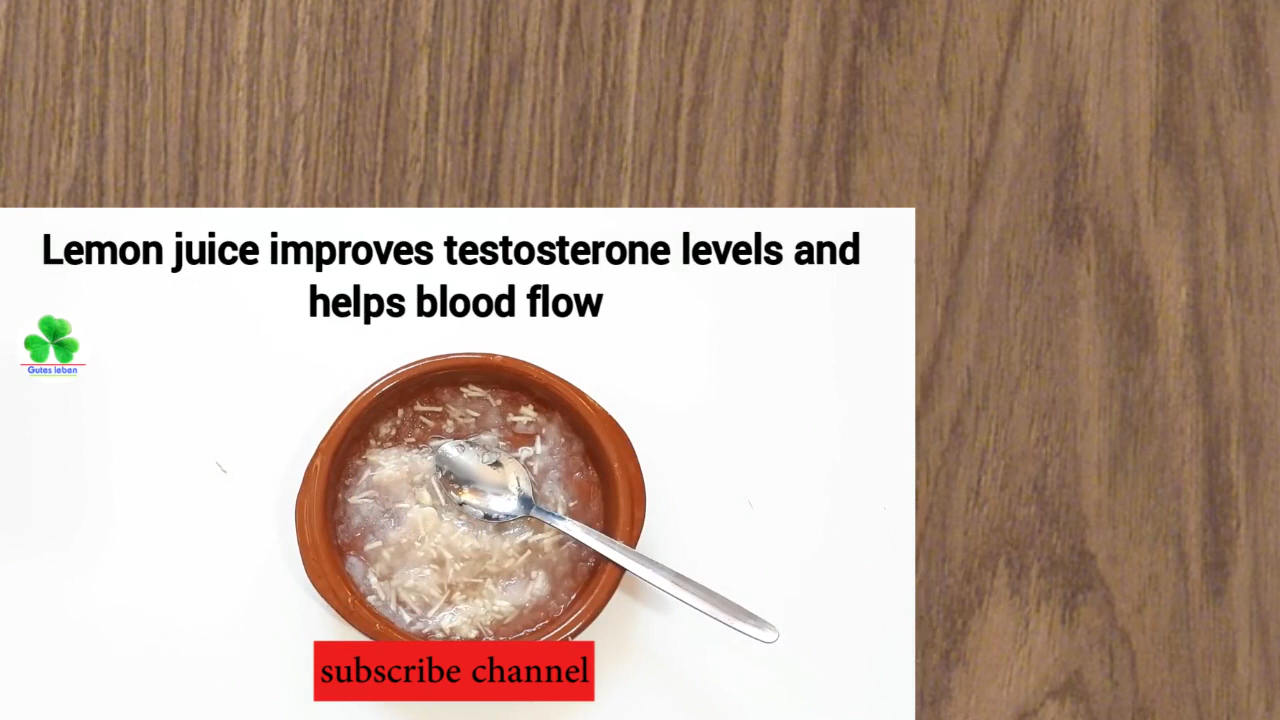 Lemon juice improves testosterone levels and
helps blood flow
Gutes leben
subscribe channel